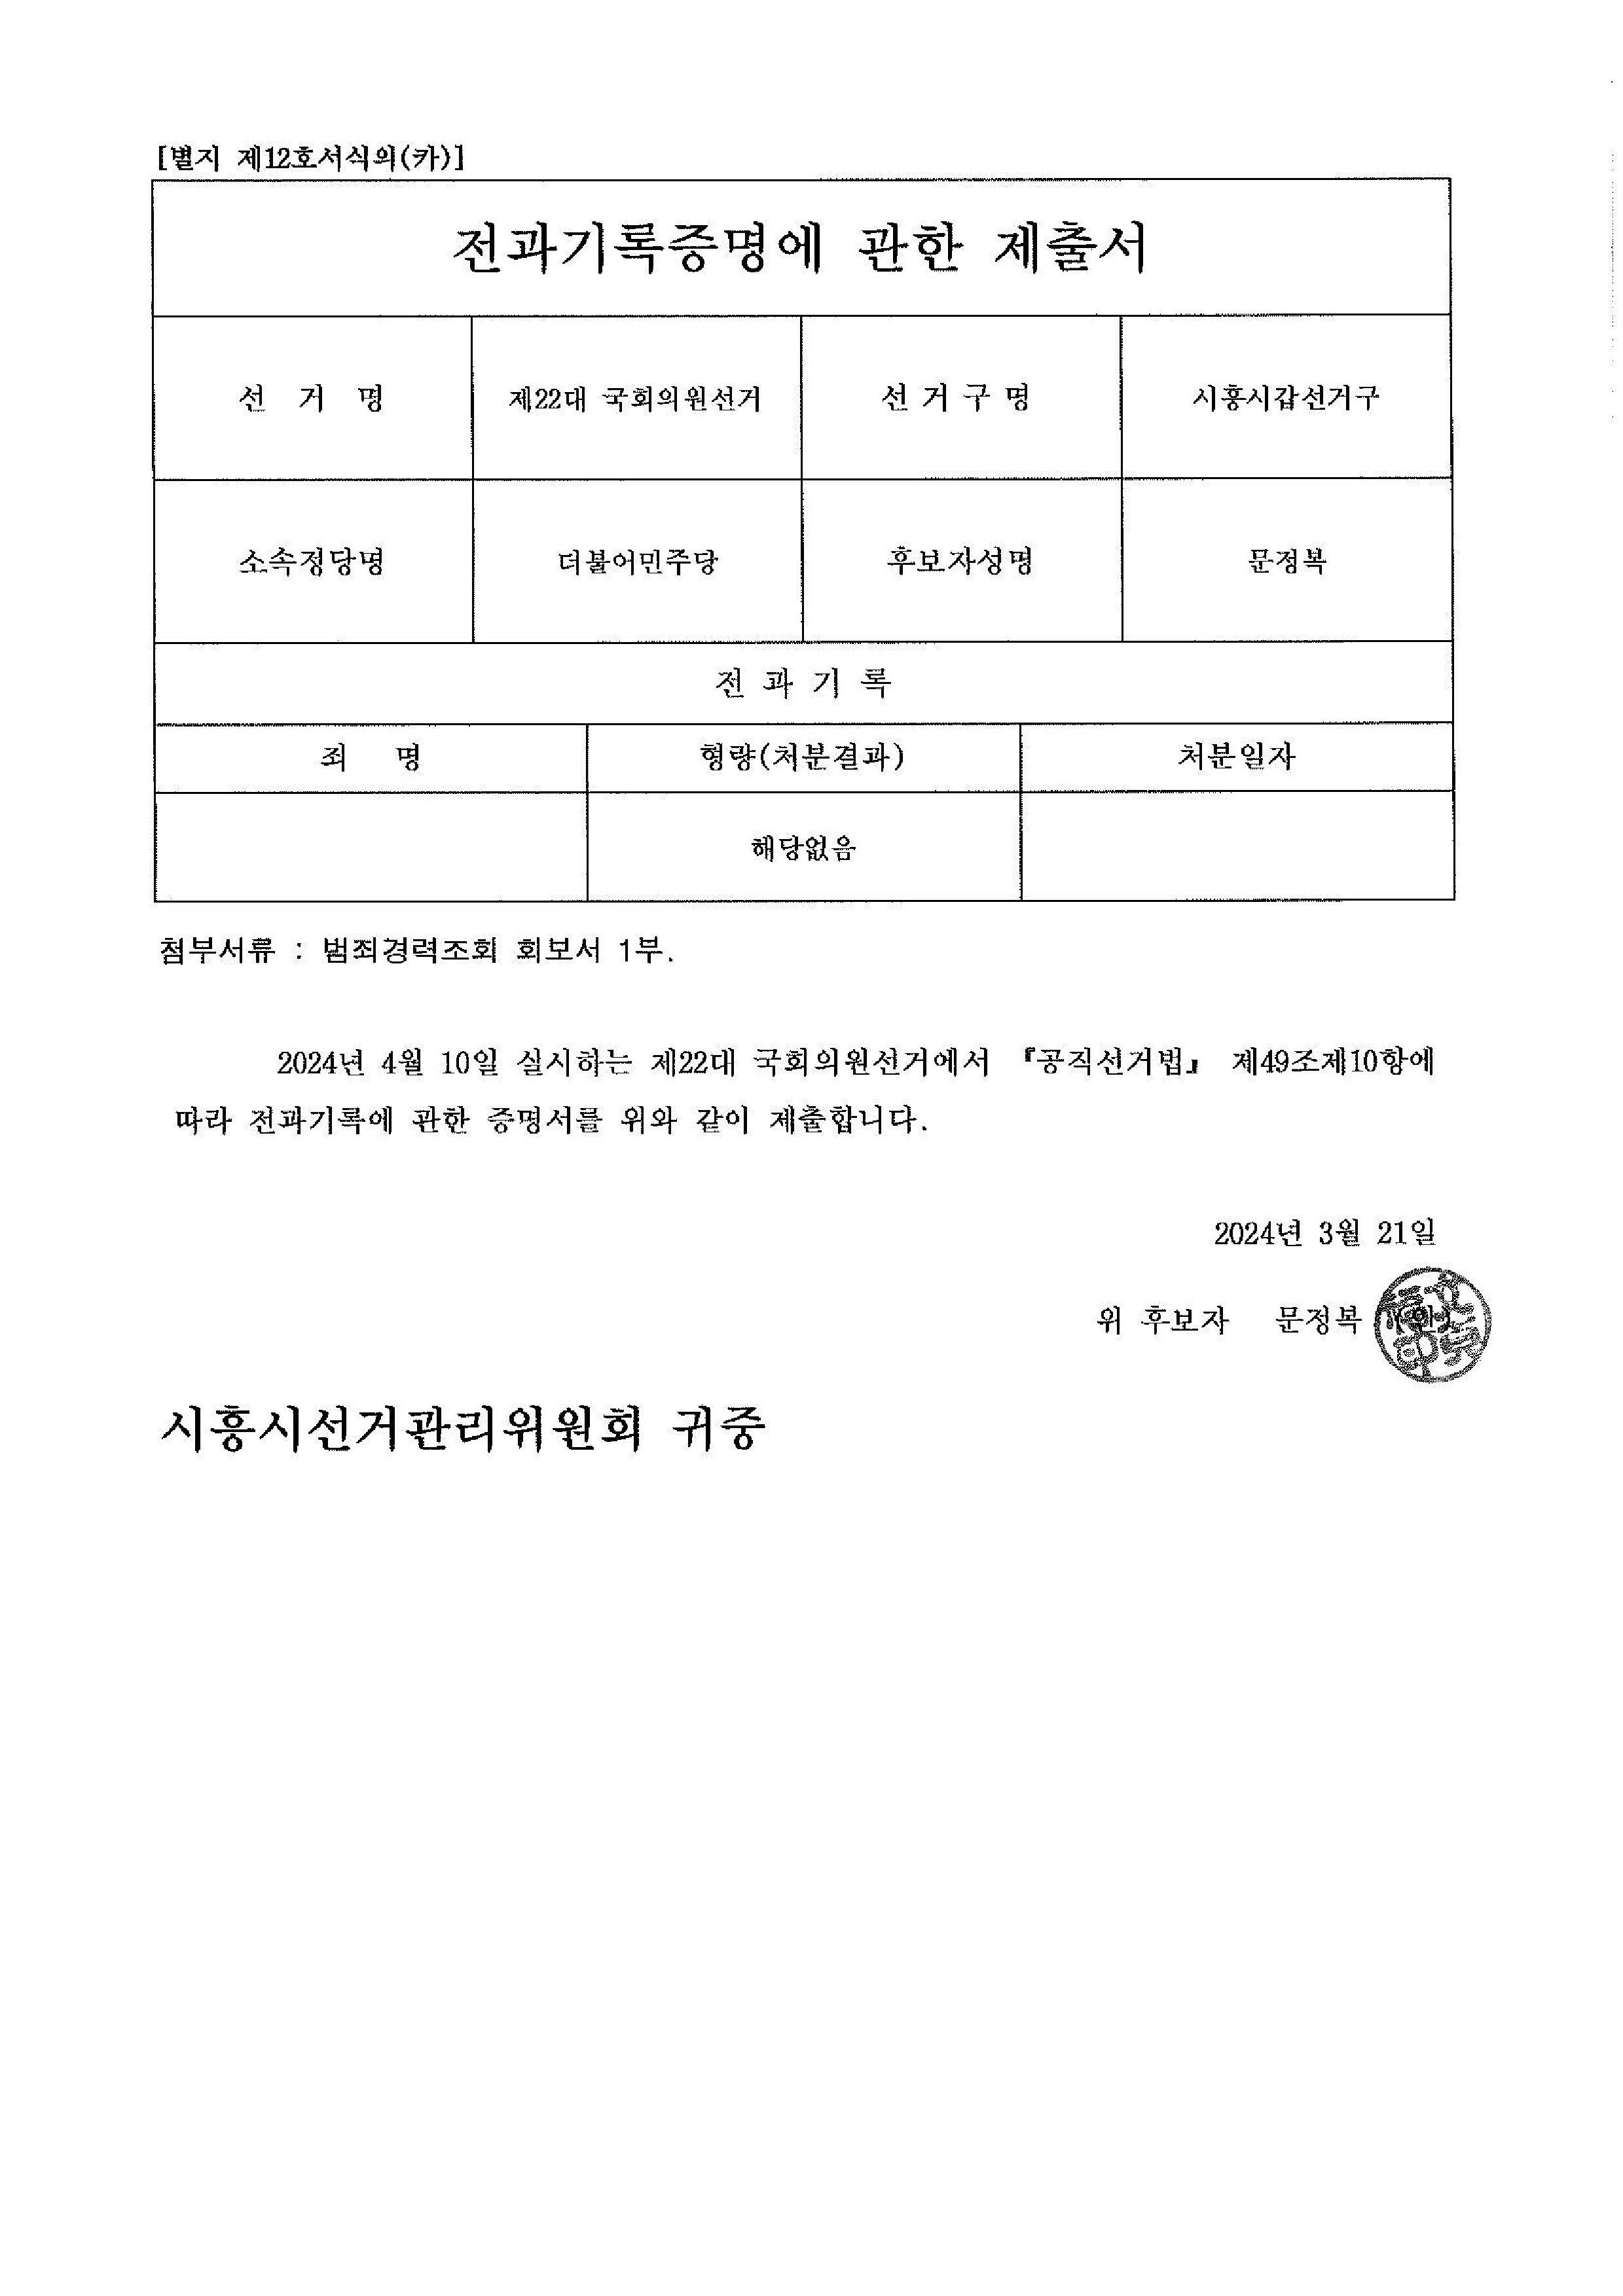 [별지 제12호서식의(카)]
전과기록증명에 관한 제출서
선 거 명 제22대 국회의원선거 선 거 구 명 시흥시갑선거구
소속정당명 더불어민주당 후보자성명 문정복
전 과 기 록
죄 명 형량(처분결과) 처분일자
해당없음
첨부서류 : 범죄경력조회 회보서 1부.
2024년 4월 10일 실시하는 제22대 국회의원선거에서 『공직선거법』 제49조제10항에
따라 전과기록에 관한 증명서를 위와 같이 제출합니다.
2024년 3월 21일
위 후보자 문정복 (인)
시흥시선거관리위원회 귀중